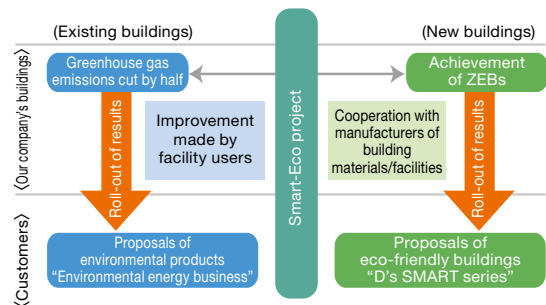 (Existing buildings)
(New buildings)
〈Our company's buildings〉
Greenhouse gas
emissions cut by half
Achievement
of ZEBs
Roll-out of results
Improvement
made by
facility users
Smart-Eco project
Cooperation with
manufacturers of
building
materials/facilities
Roll-out of results
〈Customers〉
Proposals of
environmental products
"Environmental energy business"
Proposals of
eco-friendly buildings
"D's SMART series"